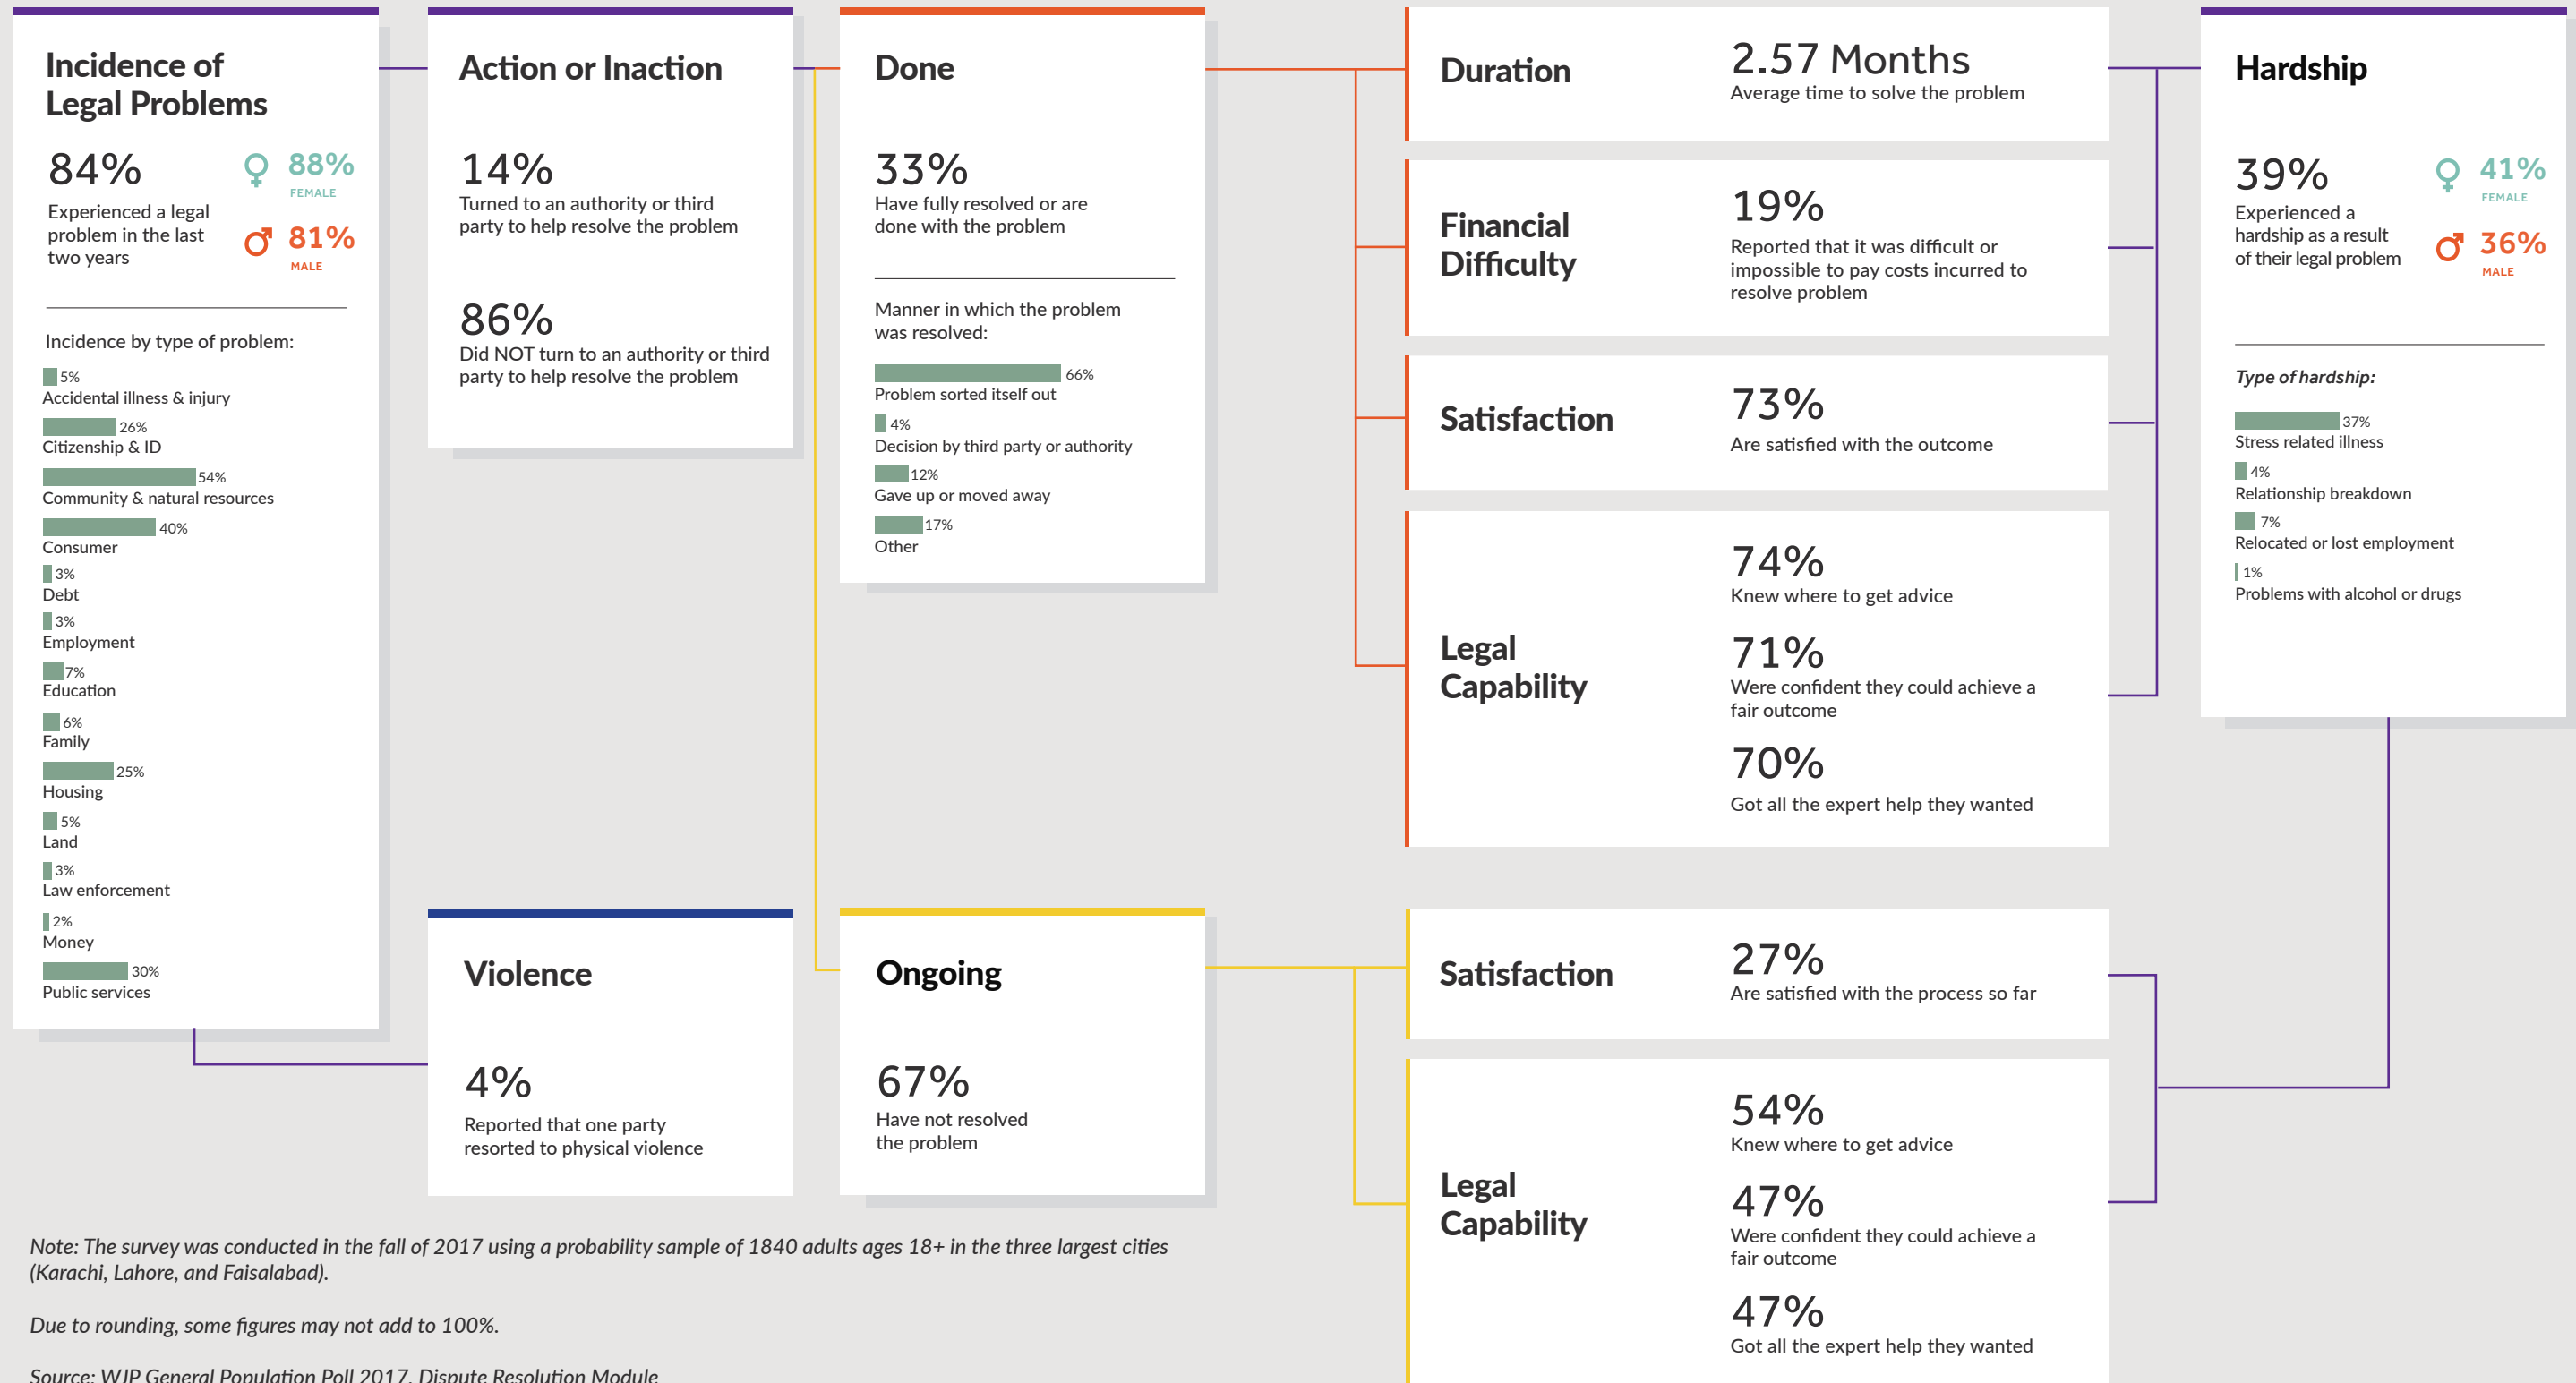 Incidence of
Legal Problems
84%
Experienced a legal
problem in the last
two years
88%
FEMALE
81%
MALE
Incidence by type of problem:
5%
Accidental illness & injury
26%
Citizenship & ID
54%
Community & natural resources
40%
Consumer
3%
Debt
3%
Employment
7%
Education
6%
Family
25%
Housing
5%
Land
3%
Law enforcement
2%
Money
30%
Public services
Action or Inaction
14%
Turned to an authority or third
party to help resolve the problem
86%
Did NOT turn to an authority or third
party to help resolve the problem
Violence
4%
Reported that one party
resorted to physical violence
Done
33%
Have fully resolved or are
done with the problem
Manner in which the problem
was resolved:
66%
Problem sorted itself out
4%
Decision by third party or authority
12%
Gave up or moved away
17%
Other
Ongoing
67%
Have not resolved
the problem
Duration
2.57 Months
Average time to solve the problem
Financial
Difficulty
19%
Reported that it was difficult or
impossible to pay costs incurred to
resolve problem
Satisfaction
73%
Are satisfied with the outcome
Legal
Capability
74%
Knew where to get advice
71%
Were confident they could achieve a
fair outcome
70%
Got all the expert help they wanted
Satisfaction
27%
Are satisfied with the process so far
Legal
Capability
54%
Knew where to get advice
47%
Were confident they could achieve a
fair outcome
47%
Got all the expert help they wanted
Hardship
39%
Experienced a
hardship as a result
of their legal problem
41%
FEMALE
36%
MALE
Type of hardship:
37%
Stress related illness
4%
Relationship breakdown
7%
Relocated or lost employment
1%
Problems with alcohol or drugs
Note: The survey was conducted in the fall of 2017 using a probability sample of 1840 adults ages 18+ in the three largest cities
(Karachi, Lahore, and Faisalabad).
Due to rounding, some figures may not add to 100%.
Source: WJP General Population Poll 2017, Dispute Resolution Module